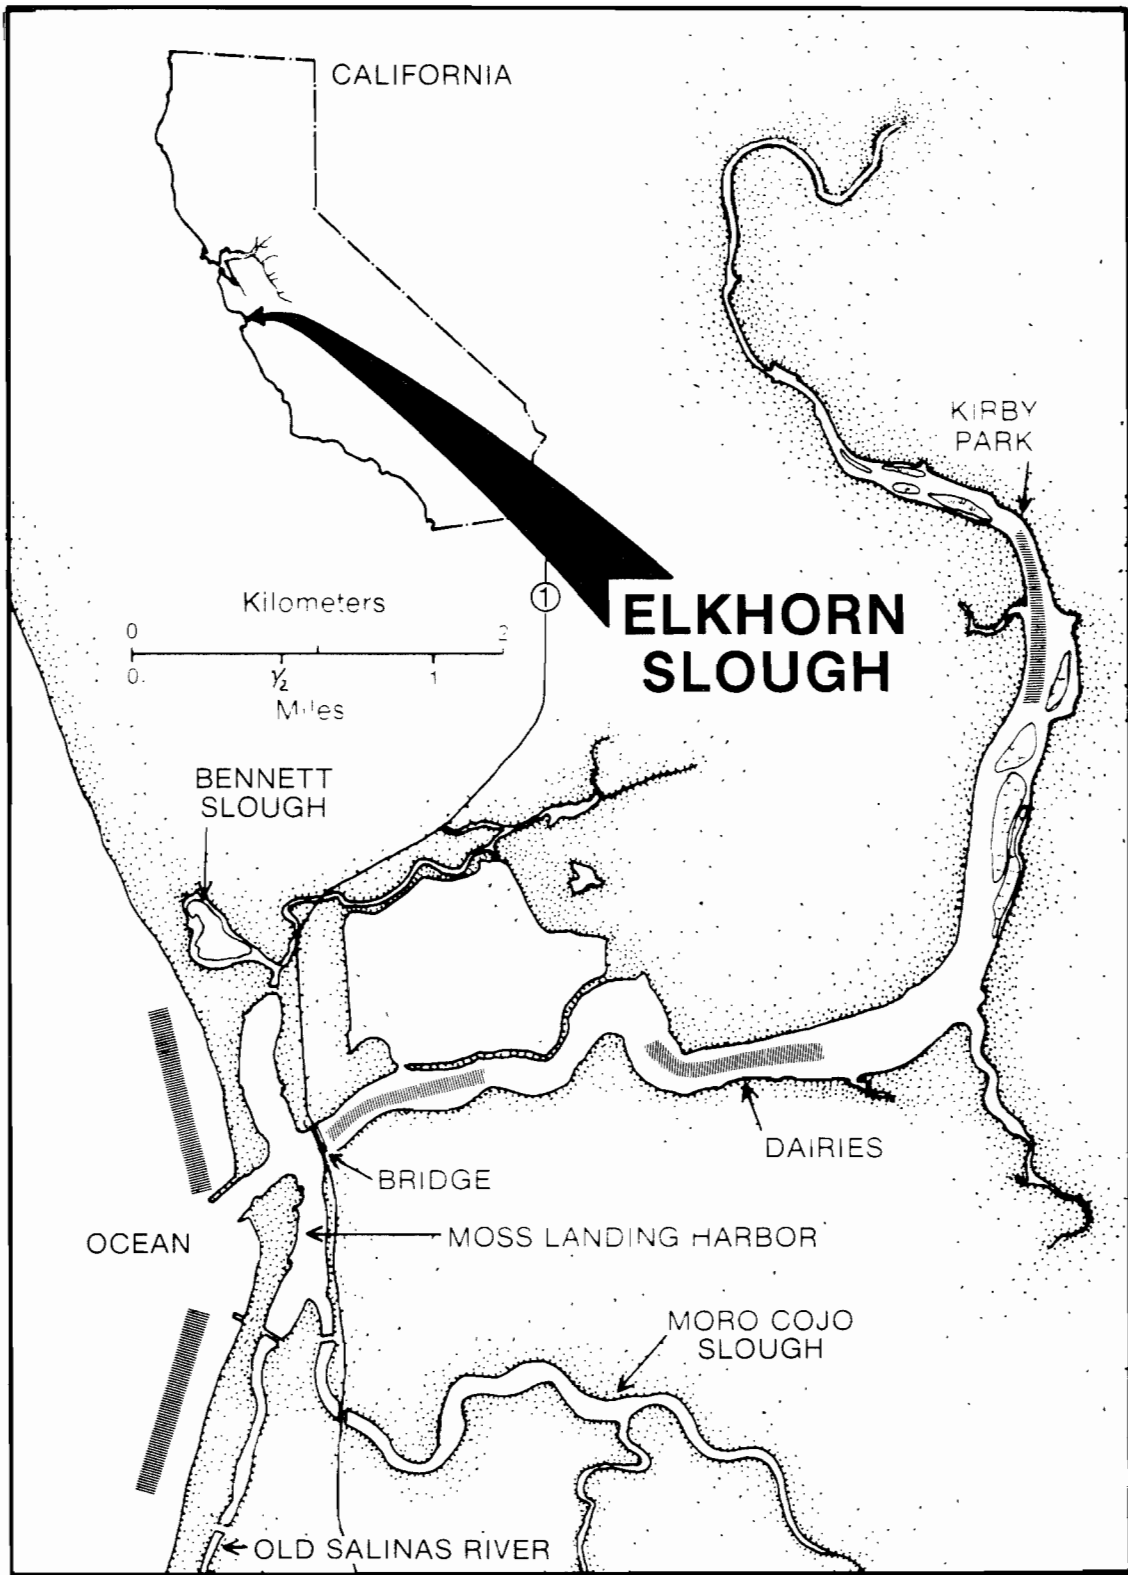 CALIFORNIA
KIRBY
PARK
Kilometers
0 2
0. ½ 1
Miles
1
ELKHORN
SLOUGH
BENNETT
SLOUGH
DAIRIES
BRIDGE
OCEAN
MOSS LANDING HARBOR
MORO COJO
SLOUGH
OLD SALINAS RIVER